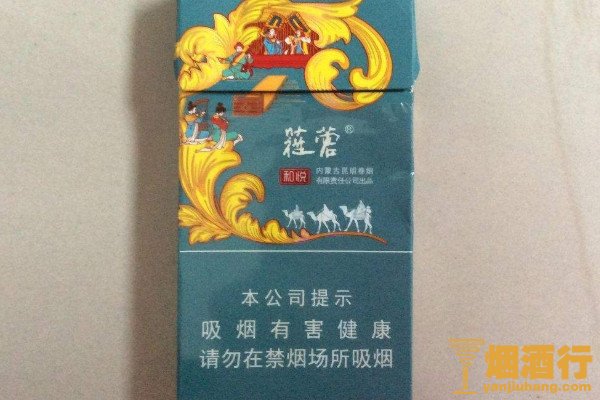 蓯蓉®
和悦
内蒙古昆明卷烟
有限责任公司出品
本公司提示
吸烟有害健康
请勿在禁烟场所吸烟
烟酒行
yanjiuhang.com